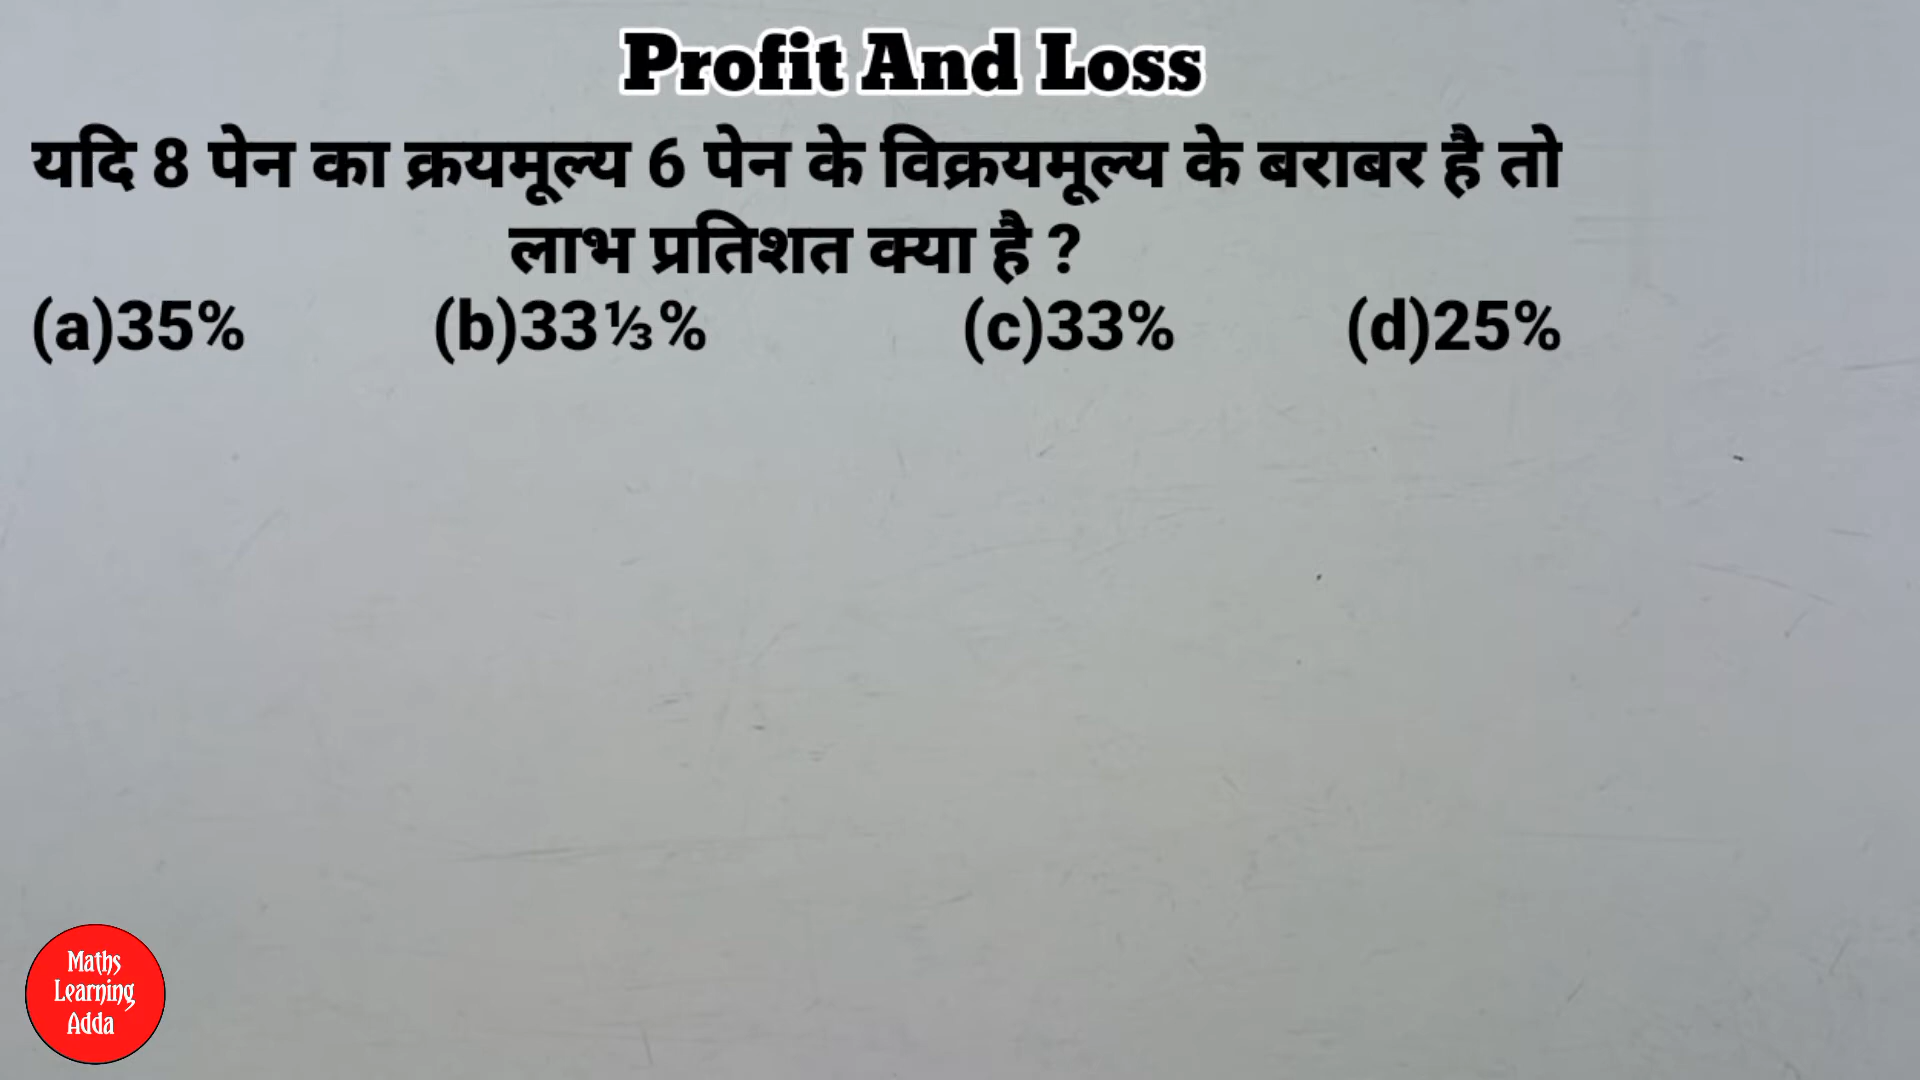 Profit And Loss
यदि 8 पेन का क्रयमूल्य 6 पेन के विक्रयमूल्य के बराबर है तो
लाभ प्रतिशत क्या है ?
(a)35% (b)33⅓% (c)33% (d)25%
Maths
Learning
Adda